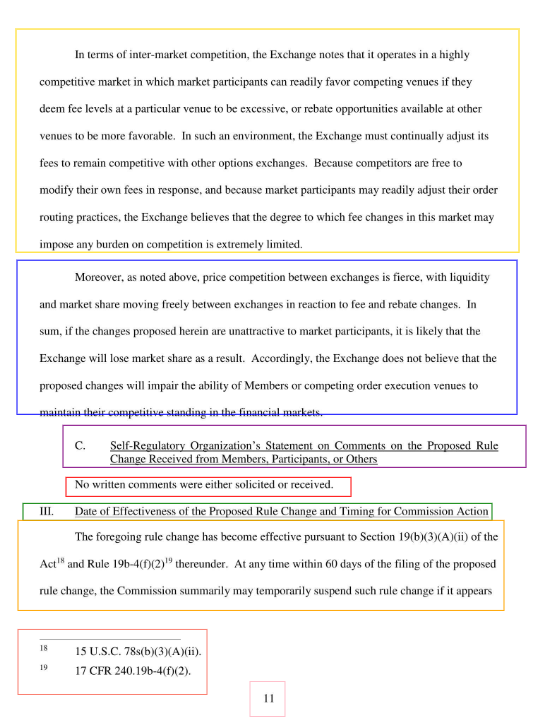 In terms of inter-market competition, the Exchange notes that it operates in a highly
competitive market in which market participants can readily favor competing venues if they
deem fee levels at a particular venue to be excessive, or rebate opportunities available at other
venues to be more favorable.  In such an environment, the Exchange must continually adjust its
fees to remain competitive with other options exchanges.  Because competitors are free to
modify their own fees in response, and because market participants may readily adjust their order
routing practices, the Exchange believes that the degree to which fee changes in this market may
impose any burden on competition is extremely limited.
Moreover, as noted above, price competition between exchanges is fierce, with liquidity
and market share moving freely between exchanges in reaction to fee and rebate changes.  In
sum, if the changes proposed herein are unattractive to market participants, it is likely that the
Exchange will lose market share as a result.  Accordingly, the Exchange does not believe that the
proposed changes will impair the ability of Members or competing order execution venues to
maintain their competitive standing in the financial markets.
C. Self-Regulatory Organization's Statement on Comments on the Proposed Rule
Change Received from Members, Participants, or Others
No written comments were either solicited or received.
III. Date of Effectiveness of the Proposed Rule Change and Timing for Commission Action
The foregoing rule change has become effective pursuant to Section 19(b)(3)(A)(ii) of the
Act18 and Rule 19b-4(f)(2)19 thereunder.  At any time within 60 days of the filing of the proposed
rule change, the Commission summarily may temporarily suspend such rule change if it appears
18 15 U.S.C. 78s(b)(3)(A)(ii).
19 17 CFR 240.19b-4(f)(2).
11